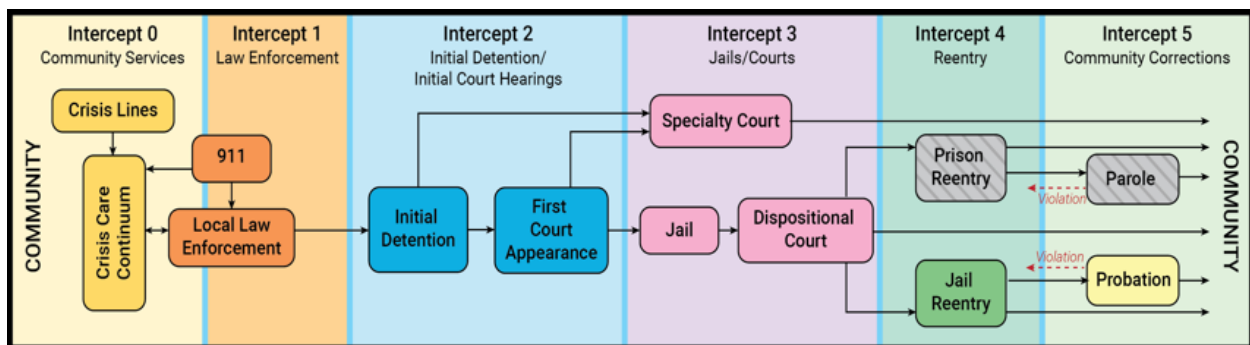 Intercept 0
Community Services
Intercept 1
Law Enforcement
Intercept 2
Initial Detention/
Initial Court Hearings
Intercept 3
Jails/Courts
Intercept 4
Reentry
Intercept 5
Community Corrections
COMMUNITY
Crisis Lines
Crisis Care
Continuum
911
Local Law
Enforcement
Initial
Detention
First
Court
Appearance
Specialty Court
Jail
Dispositional
Court
Prison
Reentry
Violation
Parole
Jail
Reentry
Violation
Probation
COMMUNITY